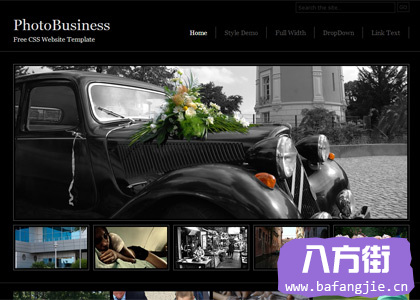 Search the site
GO
PhotoBusiness
Free CSS Website Template
Home
Style Demo
Full Width
DropDown
Link Text
八方街
www.bafangjie.cn